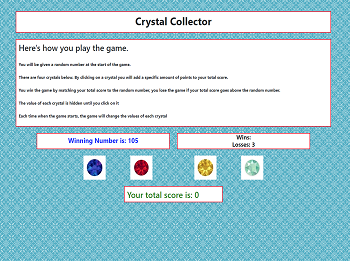 Crystal Collector
Here's how you play the game.
You will be given a random number at the start of the game.
There are four crystals below. By clicking on a crystal you will add a specific amount of points to your total score.
You win the game by matching your total score to the random number, you lose the game if your total score goes above the random number.
The value of each crystal is hidden until you click on it
Each time when the game starts, the game will change the values of each crystal
Winning Number is: 105
Wins:
Losses: 3
Your total score is: 0